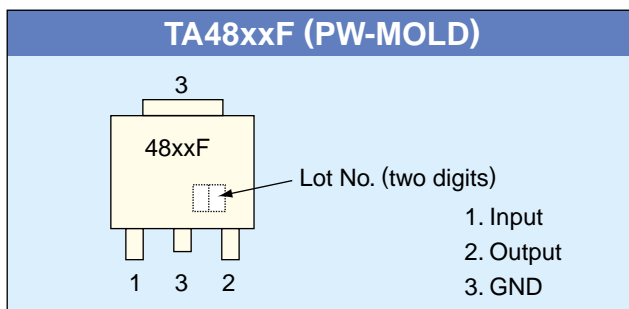 TA48xxF (PW-MOLD)
3
48xxF
Lot No. (two digits)
1. Input
2. Output
3. GND
1 3 2